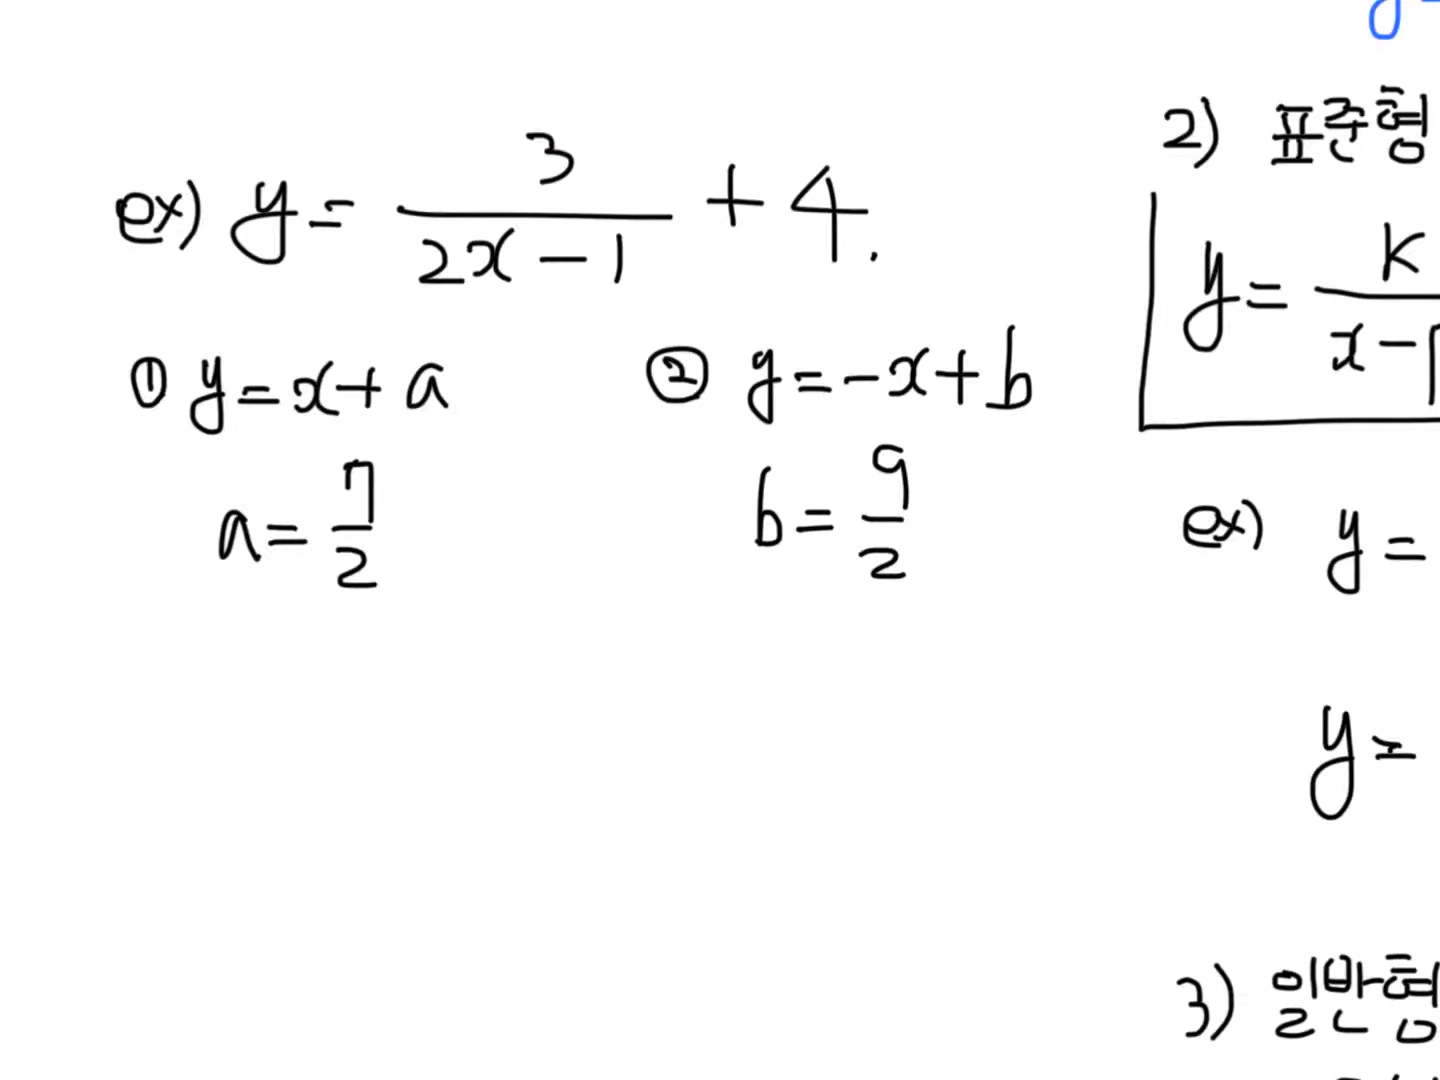 ex) y = 3/(2x-1) + 4.
① y = x + a
② y = -x + b
a = 7/2
b = 9/2
2) 표준형
y = k/(x-
ex) y =
y =
3) 일반형